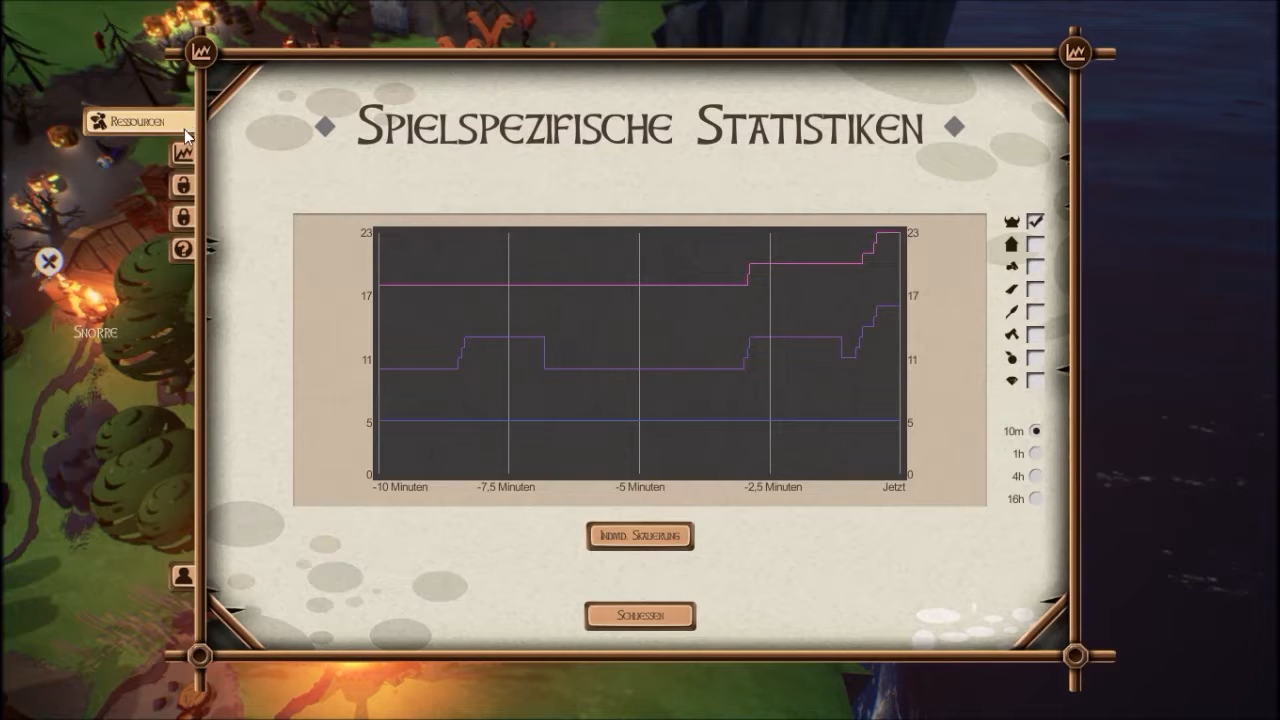 Spielspezifische Statistiken
Ressourcen
Snorre
23
17
11
5
0
23
17
11
5
0
-10 Minuten -7,5 Minuten -5 Minuten -2,5 Minuten Jetzt
10m
1h
4h
16h
Individ. Skalierung
Schliessen